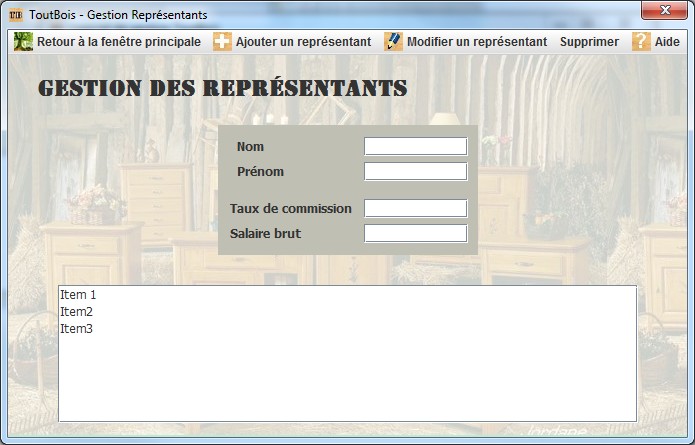 ToutBois - Gestion Représentants
Retour à la fenêtre principale Ajouter un représentant Modifier un représentant Supprimer ? Aide
GESTION DES REPRÉSENTANTS
Nom
Prénom
Taux de commission
Salaire brut
Item 1
Item2
Item3